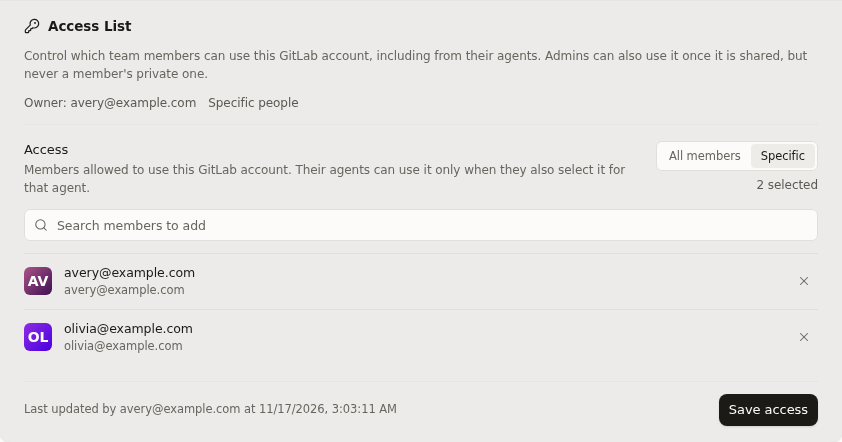 Access List
Control which team members can use this GitLab account, including from their agents. Admins can also use it once it is shared, but
never a member's private one.
Owner: avery@example.com Specific people
Access
Members allowed to use this GitLab account. Their agents can use it only when they also select it for
that agent.
All members Specific
2 selected
Search members to add
AV avery@example.com
avery@example.com
OL olivia@example.com
olivia@example.com
Last updated by avery@example.com at 11/17/2026, 3:03:11 AM
Save access